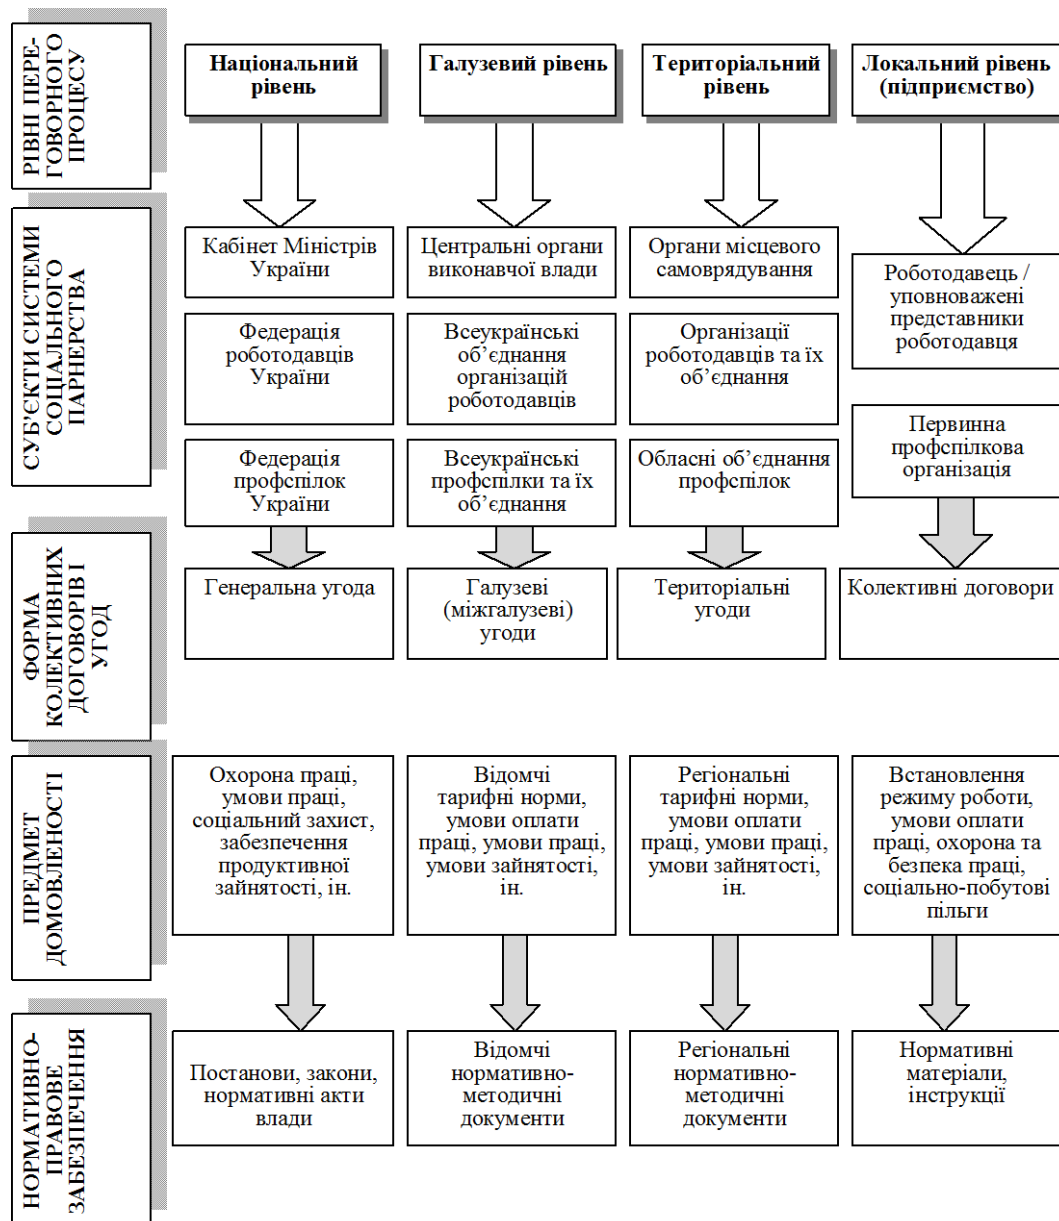 РІВНІ ПЕРЕ-
ГОВОРНОГО
ПРОЦЕСУ
Національний
рівень
Галузевий рівень
Територіальний
рівень
Локальний рівень
(підприємство)
СУБ’ЄКТИ СИСТЕМИ
СОЦІАЛЬНОГО
ПАРНЕРСТВА
Кабінет Міністрів
України
Центральні органи
виконавчої влади
Органи місцевого
самоврядування
Роботодавець /
уповноважені
представники
роботодавця
Федерація
роботодавців
України
Всеукраїнські
об’єднання
організацій
роботодавців
Організації
роботодавців та їх
об’єднання
Первинна
профспілкова
організація
Федерація
профспілок
України
Всеукраїнські
профспілки та їх
об’єднання
Обласні об’єднання
профспілок
ФОРМА
КОЛЕКТИВНИХ
ДОГОВОРІВ І
УГОД
Генеральна угода
Галузеві
(міжгалузеві)
угоди
Територіальні
угоди
Колективні договори
ПРЕДМЕТ
ДОМОВЛЕНОСТІ
Охорона праці,
умови праці,
соціальний захист,
забезпечення
продуктивної
зайнятості, ін.
Відомчі
тарифні норми,
умови оплати
праці, умови праці,
умови зайнятості,
ін.
Регіональні
тарифні норми,
умови оплати
праці, умови праці,
умови зайнятості,
ін.
Встановлення
режиму роботи,
умови оплати
праці, охорона та
безпека праці,
соціально-побутові
пільги
НОРМАТИВНО-
ПРАВОВЕ
ЗАБЕЗПЕЧЕННЯ
Постанови, закони,
нормативні акти
влади
Відомчі
нормативно-
методичні
документи
Регіональні
нормативно-
методичні
документи
Нормативні
матеріали,
інструкції